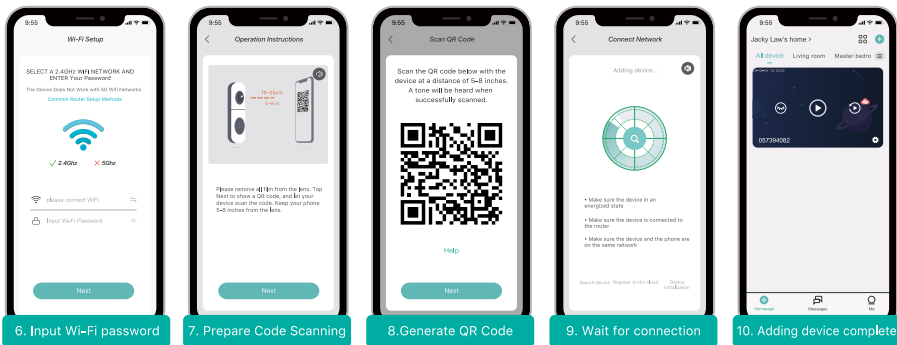 9:55
Wi-Fi Setup
SELECT A 2.4GHz WIFI NETWORK AND
ENTER Your Password
The Device Does Not Work with 5G Wifi Networks
Common Router Setup Methods
2.4Ghz
5Ghz
please connect WiFi
Input Wi-Fi Password
Next
6. Input Wi-Fi password
9:55
Operation Instructions
5-8 in
Please remove all film from the lens. Tap
Next to show a QR code, and let your
device scan the code. Keep your phone
5-8 inches from the lens.
Next
7. Prepare Code Scanning
9:55
Scan QR Code
Scan the QR code below with the
device at a distance of 5-8 inches.
A tone will be heard when
successfully scanned.
Help
Next
8.Generate QR Code
9:55
Connect Network
Adding device...
• Make sure the device in an
energized state
• Make sure the device is connected to
the router
• Make sure the device and the phone are
on the same network
Search device Register to the cloud Device
initialization
9. Wait for connection
9:55
Jacky Law's home >
All device Living room Master bedro
057394082
Homepage Messages Me
10. Adding device complete